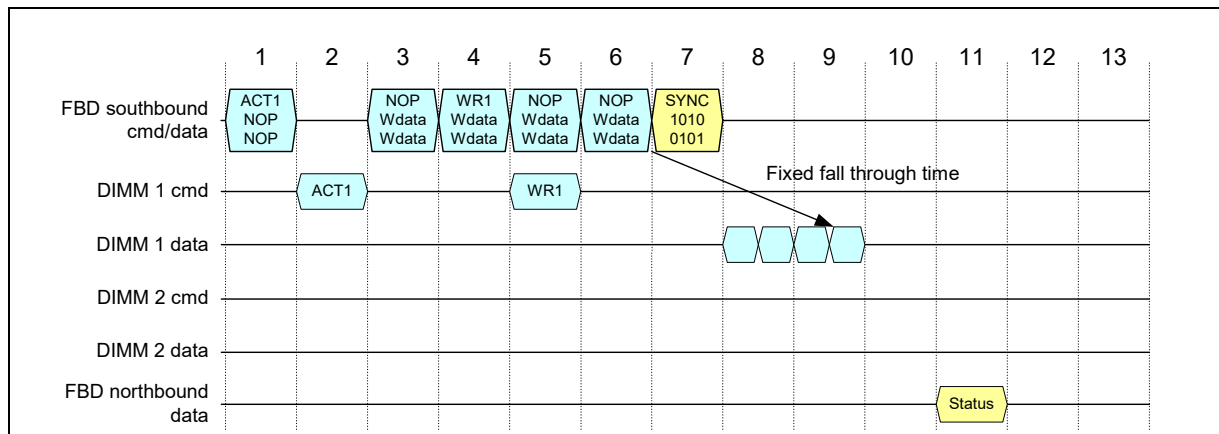 1 2 3 4 5 6 7 8 9 10 11 12 13
FBD southbound
cmd/data
ACT1
NOP
NOP
NOP
Wdata
Wdata
WR1
Wdata
Wdata
NOP
Wdata
Wdata
NOP
Wdata
Wdata
SYNC
1010
0101
Fixed fall through time
DIMM 1 cmd
ACT1
WR1
DIMM 1 data
DIMM 2 cmd
DIMM 2 data
FBD northbound
data
Status